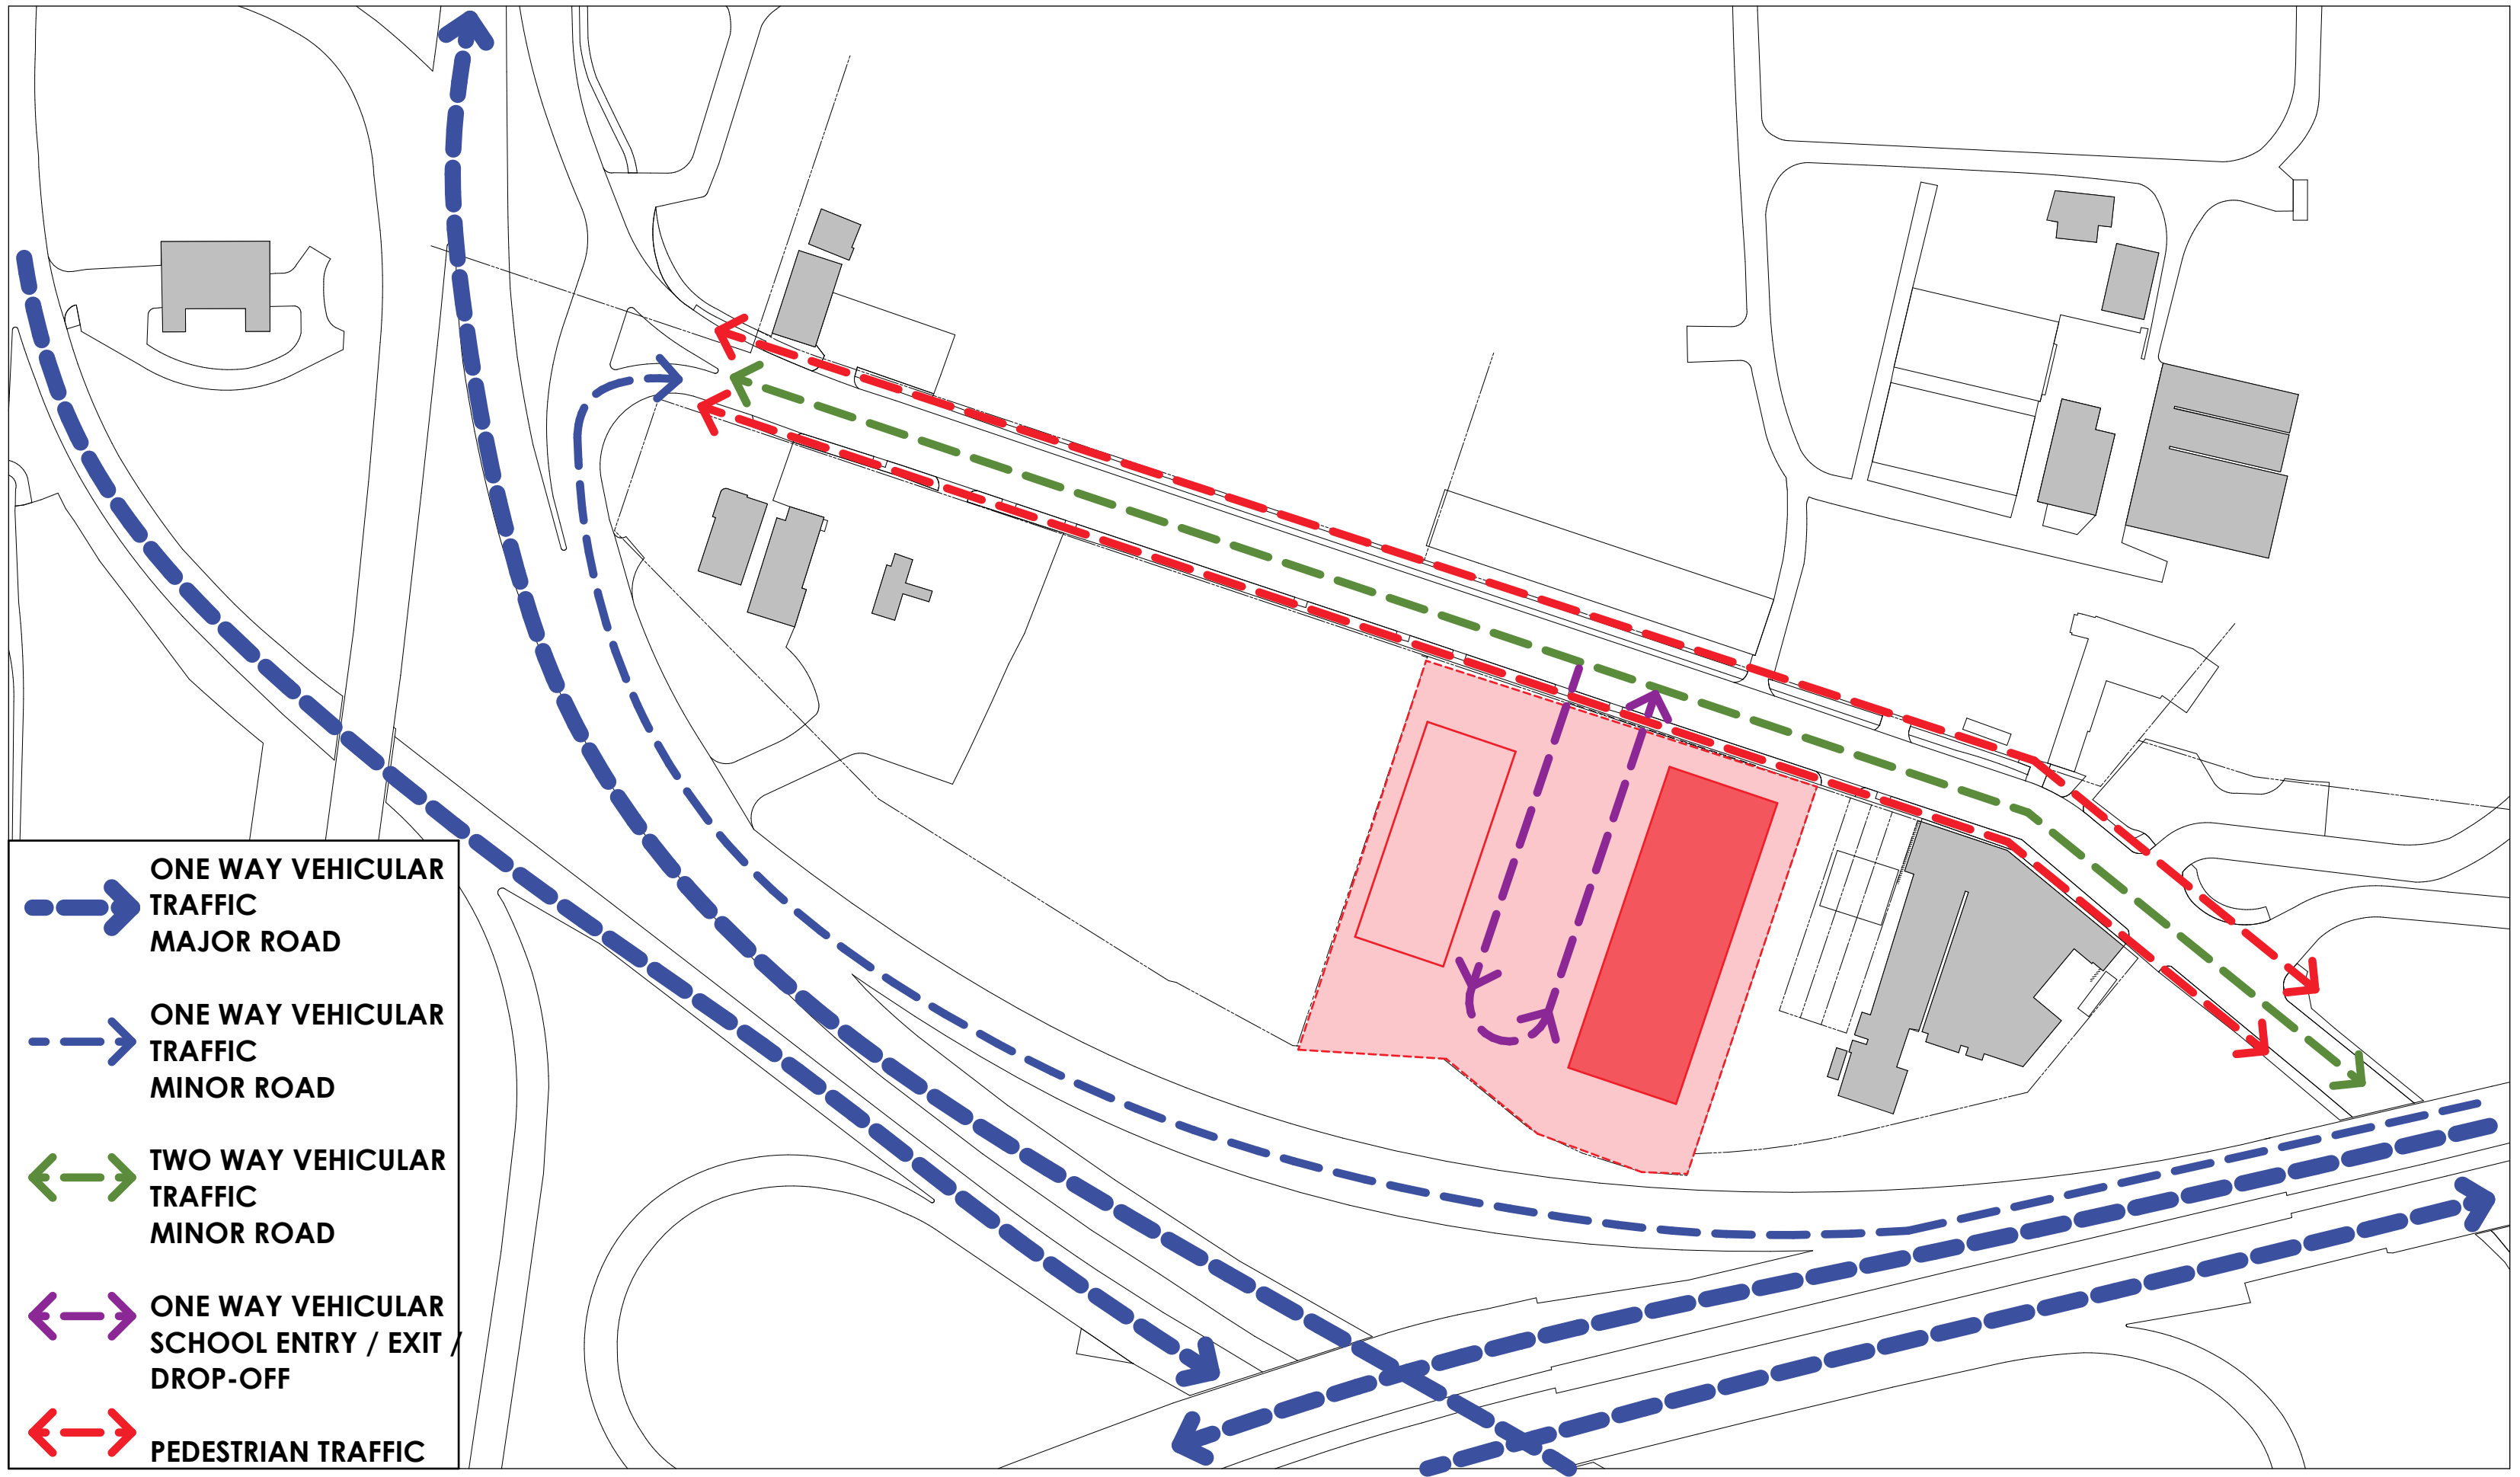 ONE WAY VEHICULAR
TRAFFIC
MAJOR ROAD
ONE WAY VEHICULAR
TRAFFIC
MINOR ROAD
TWO WAY VEHICULAR
TRAFFIC
MINOR ROAD
ONE WAY VEHICULAR
SCHOOL ENTRY / EXIT /
DROP-OFF
PEDESTRIAN TRAFFIC